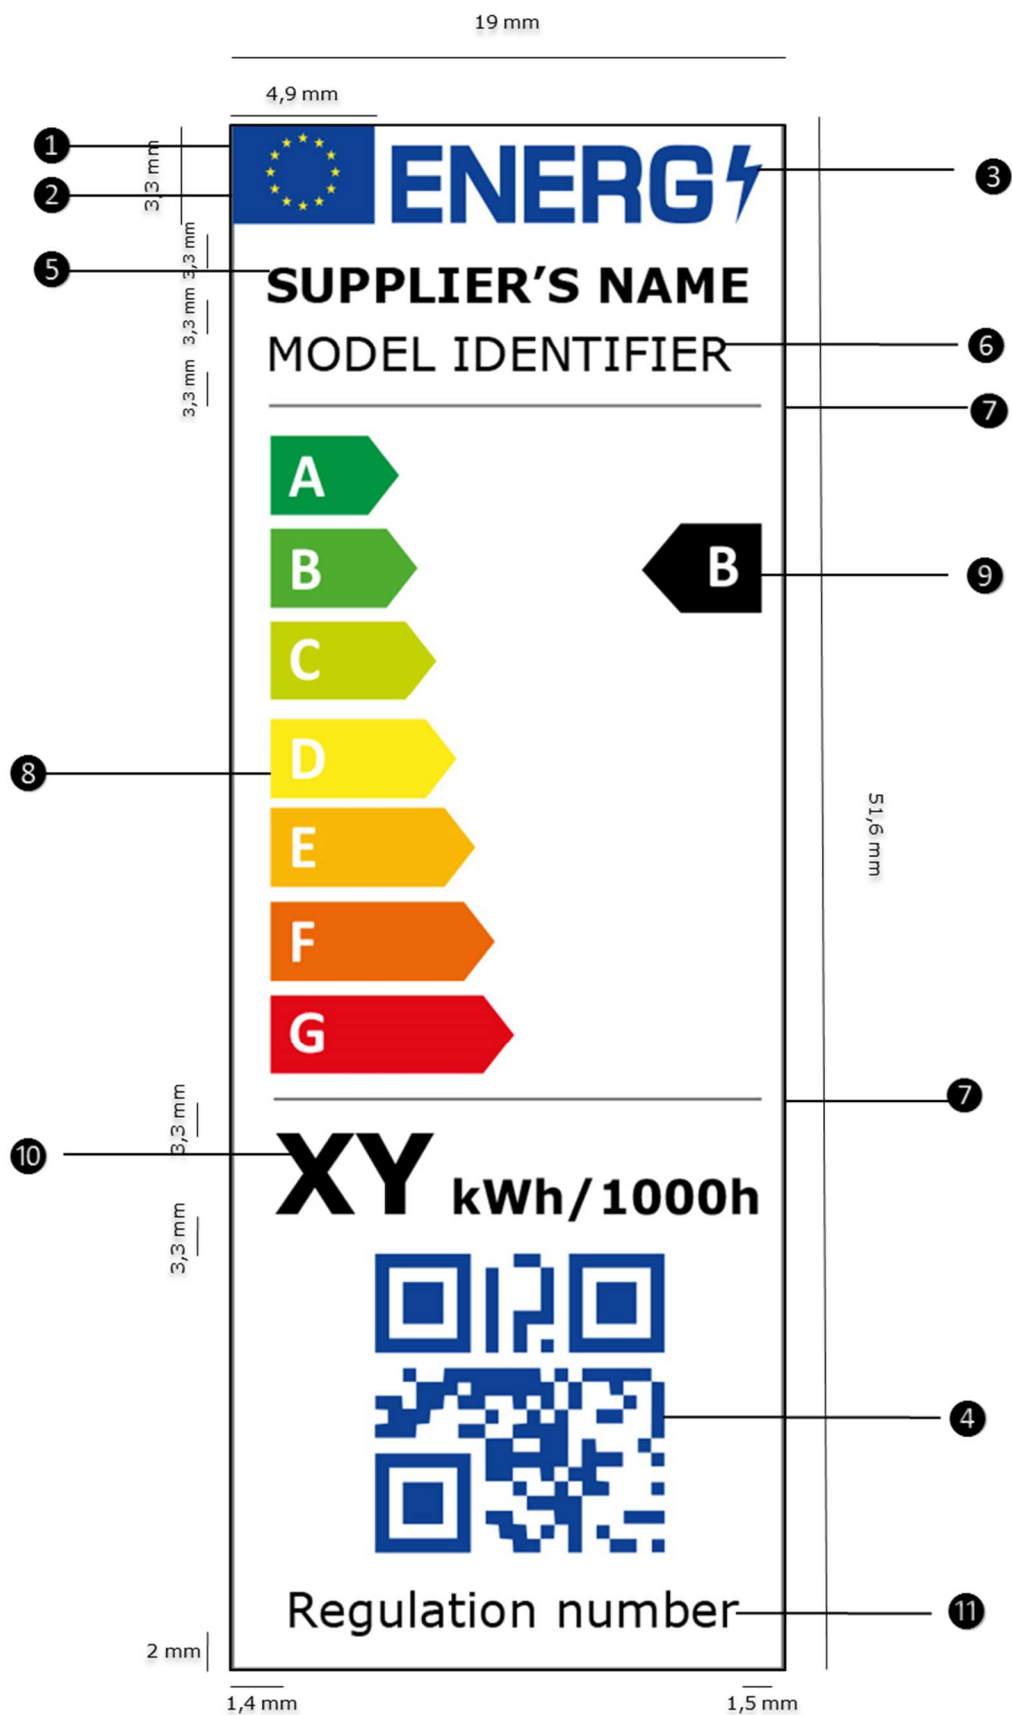 19 mm
4,9 mm
1
3,3 mm
ENERG
3
2
3,3 mm
5
SUPPLIER’S NAME
3,3 mm
MODEL IDENTIFIER
6
3,3 mm
7
A
B
B
9
C
D
8
E
51,6 mm
F
G
3,3 mm
7
10
XY kWh/1000h
3,3 mm
4
Regulation number
11
2 mm
1,4 mm
1,5 mm